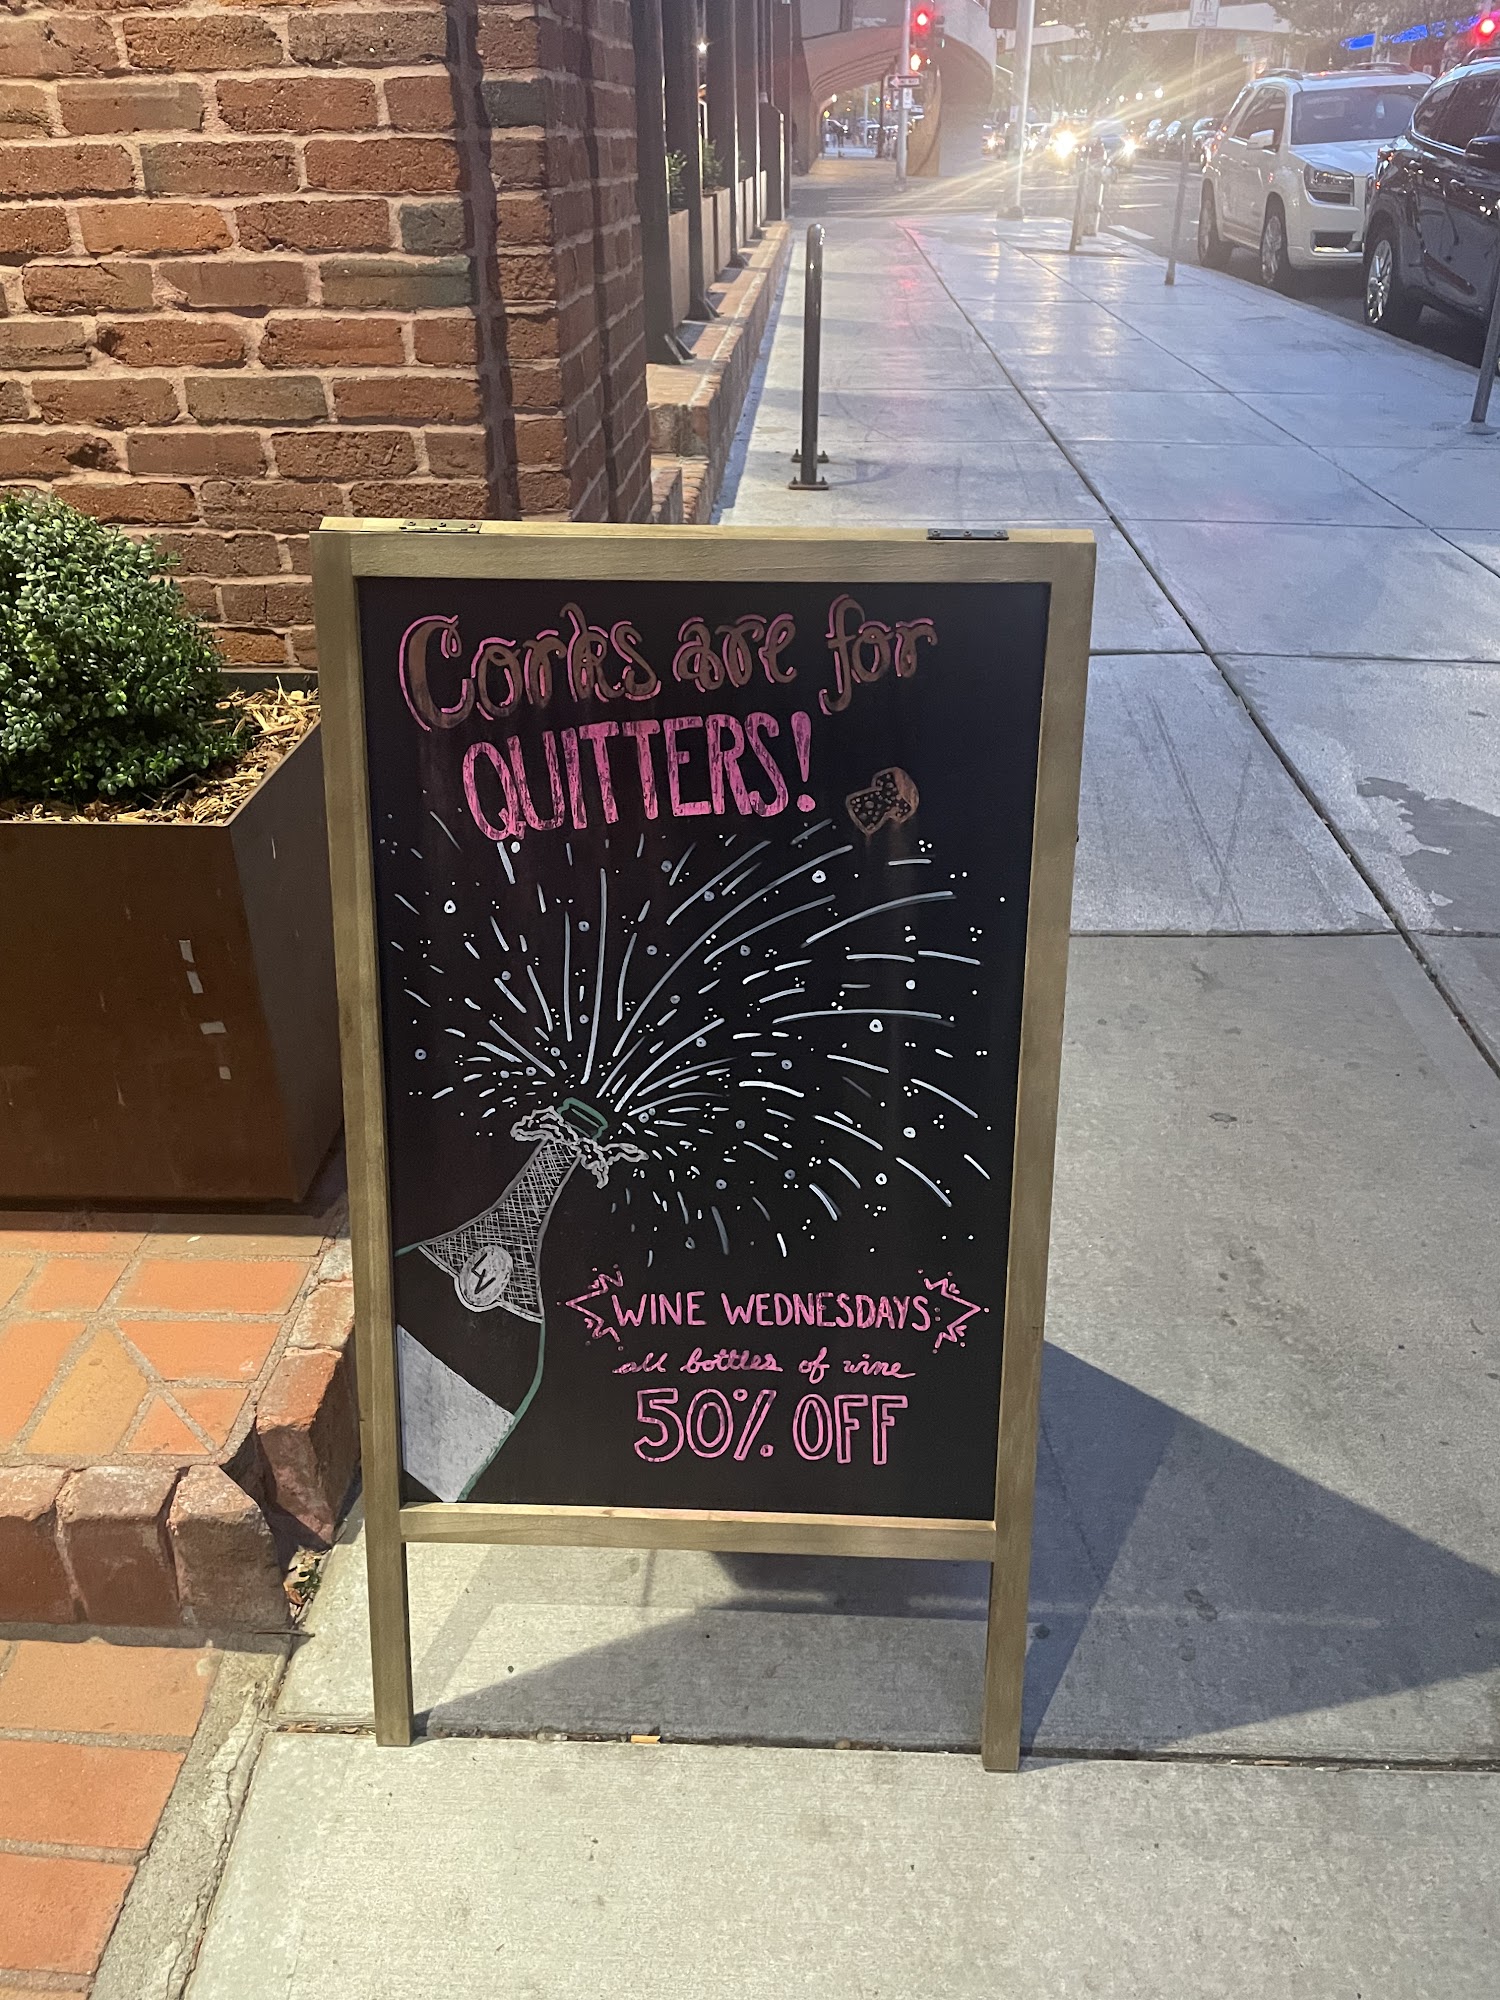 Corks are for
QUITTERS!
W
WINE WEDNESDAYS
all bottles of wine
50% OFF